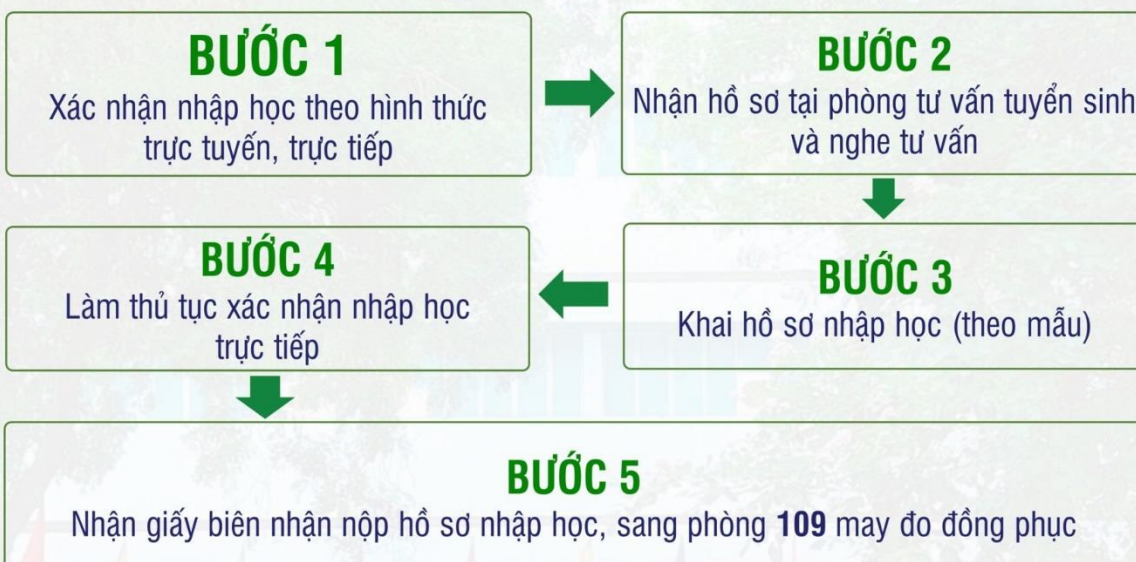 BƯỚC 1
Xác nhận nhập học theo hình thức
trực tuyến, trực tiếp
BƯỚC 2
Nhận hồ sơ tại phòng tư vấn tuyển sinh
và nghe tư vấn
BƯỚC 3
Khai hồ sơ nhập học (theo mẫu)
BƯỚC 4
Làm thủ tục xác nhận nhập học
trực tiếp
BƯỚC 5
Nhận giấy biên nhận nộp hồ sơ nhập học, sang phòng 109 may đo đồng phục